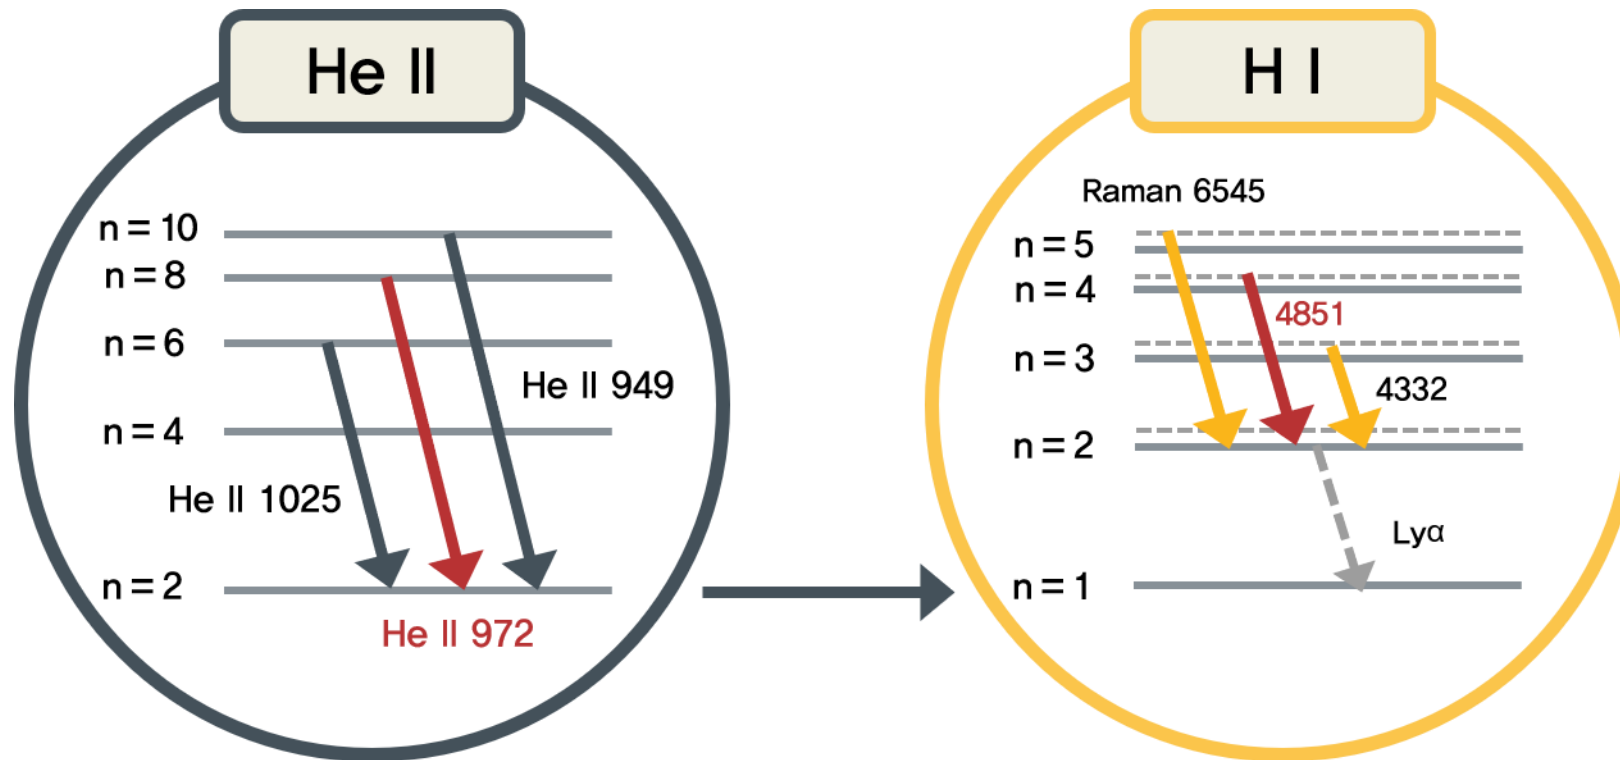 He II
n=10
n=8
n=6
n=4
n=2
He II 949
He II 1025
He II 972
H I
Raman 6545
n=5
n=4
n=3
n=2
n=1
4851
4332
Lyα